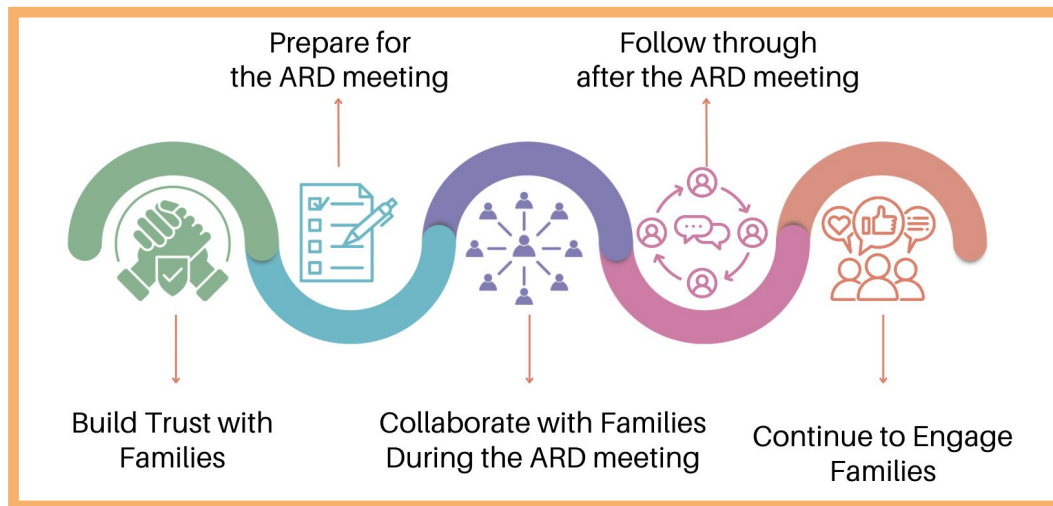 Prepare for
the ARD meeting
Follow through
after the ARD meeting
Build Trust with
Families
Collaborate with Families
During the ARD meeting
Continue to Engage
Families